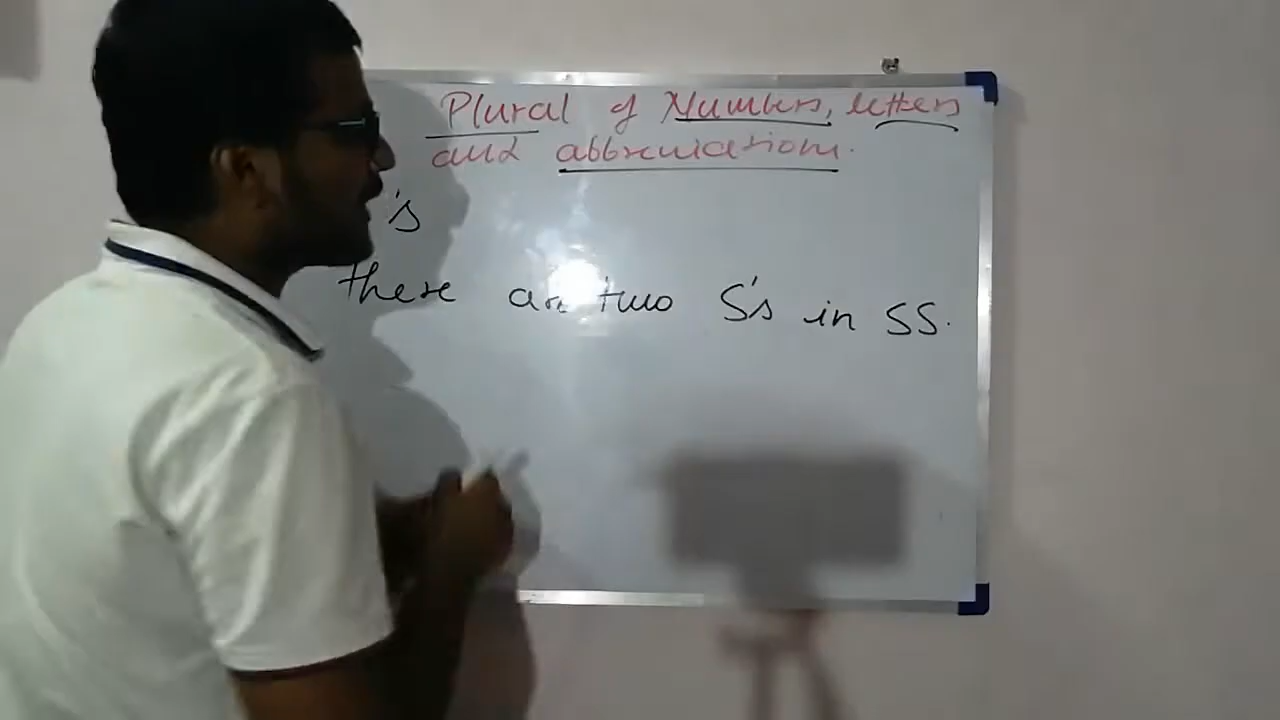 Plural of Numbers, letters
and abbreviations.
's
there are two S's in SS.